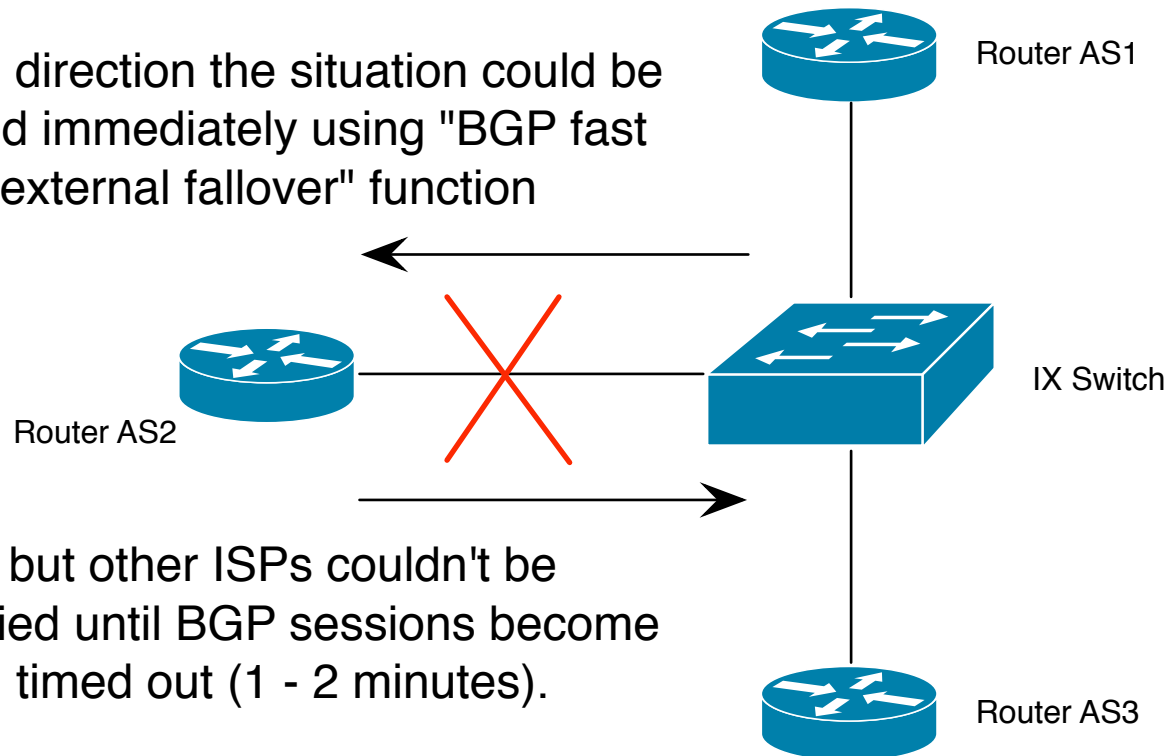 Router AS1
direction the situation could be
d immediately using "BGP fast
external fallover" function
IX Switch
Router AS2
but other ISPs couldn't be
ied until BGP sessions become
timed out (1 - 2 minutes).
Router AS3